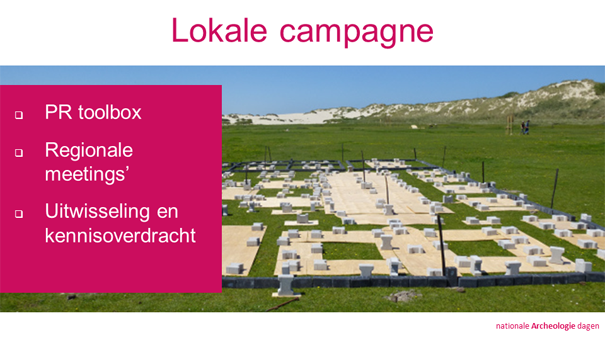 Lokale campagne
PR toolbox
Regionale
meetings’
Uitwisseling en
kennisoverdracht
nationale Archeologie dagen